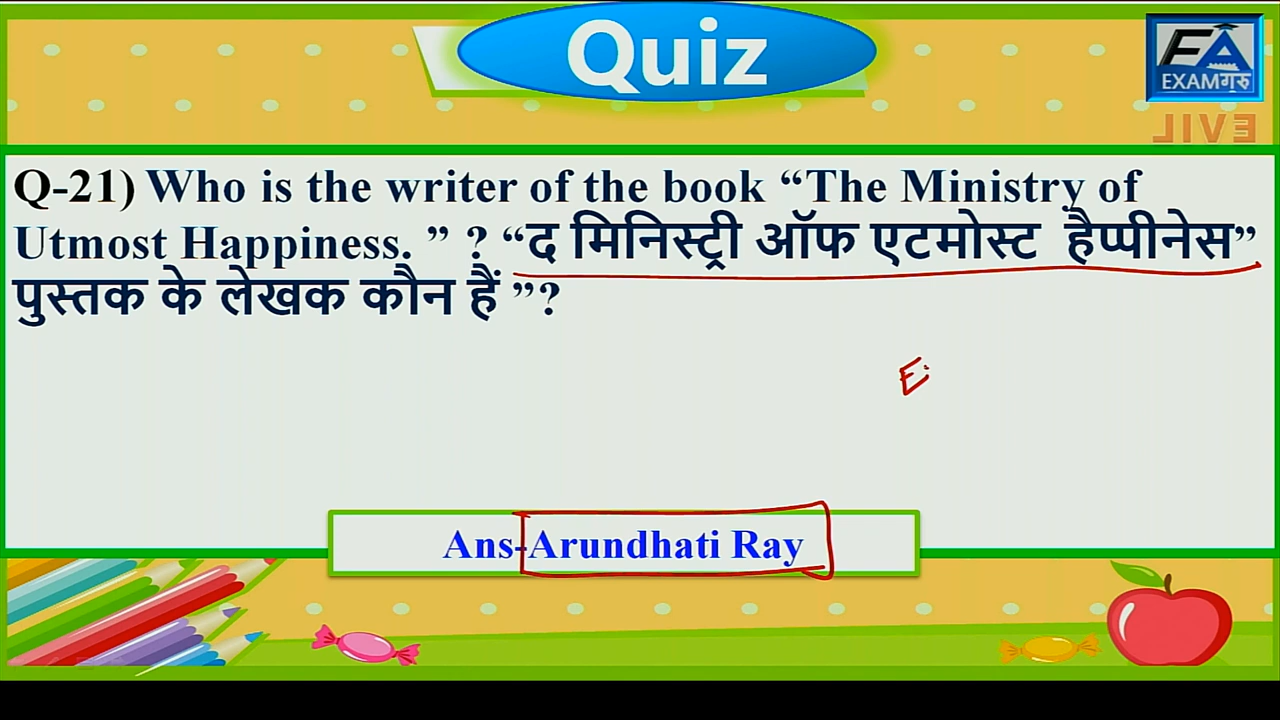 Quiz
EXAMगुरु
LIVE
Q-21) Who is the writer of the book “The Ministry of
Utmost Happiness. ” ? “द मिनिस्ट्री ऑफ एटमोस्ट हैप्पीनेस”
पुस्तक के लेखक कौन हैं ”?
E
Ans-Arundhati Ray